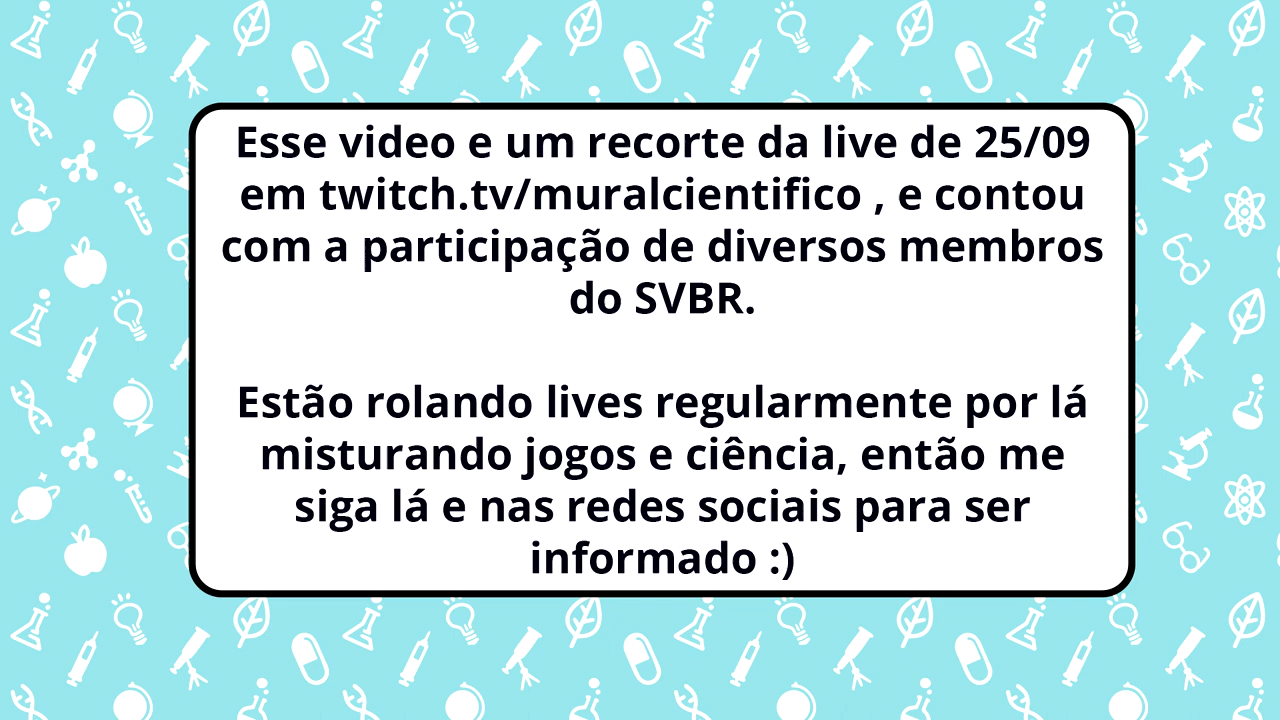 Esse video e um recorte da live de 25/09
em twitch.tv/muralcientifico , e contou
com a participação de diversos membros
do SVBR.
Estão rolando lives regularmente por lá
misturando jogos e ciência, então me
siga lá e nas redes sociais para ser
informado :)